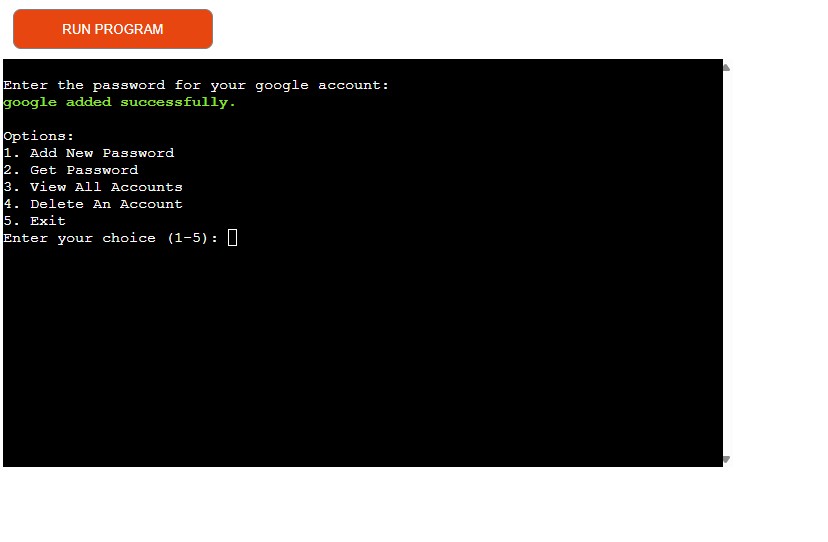 RUN PROGRAM
Enter the password for your google account:
google added successfully.
Options:
1. Add New Password
2. Get Password
3. View All Accounts
4. Delete An Account
5. Exit
Enter your choice (1-5):